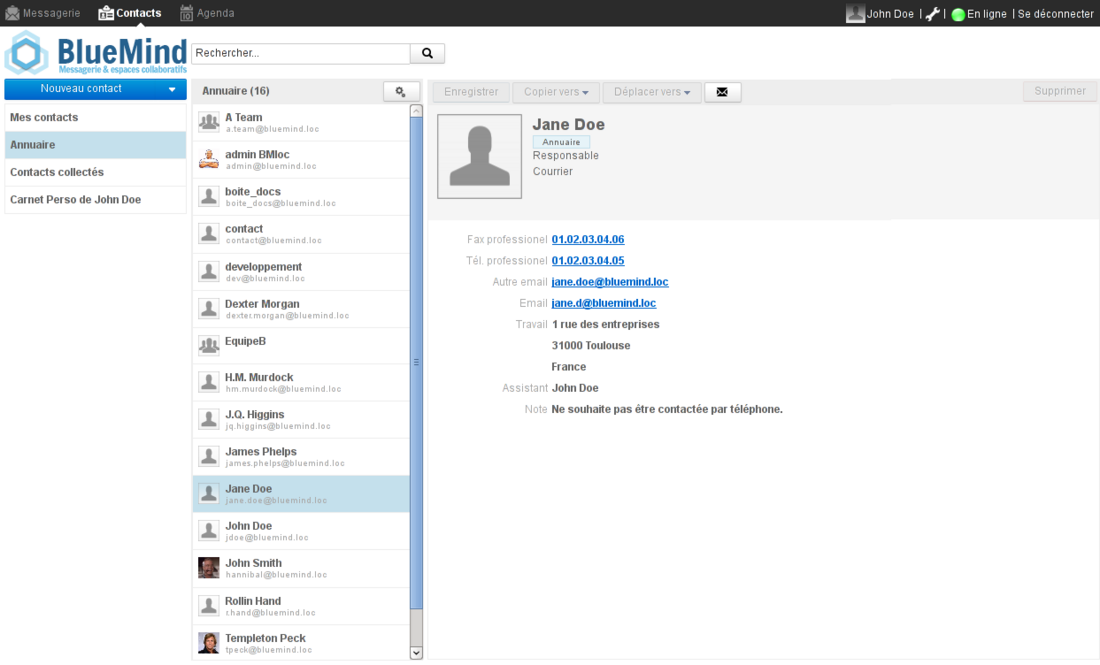 Messagerie
Contacts
Agenda
John Doe
En ligne
Se déconnecter
BlueMind
Messagerie & espaces collaboratifs
Rechercher...
Nouveau contact
Mes contacts
Annuaire
Contacts collectés
Carnet Perso de John Doe
Annuaire (16)
A Team
a.team@bluemind.loc
admin BMloc
admin@bluemind.loc
boite_docs
boite_docs@bluemind.loc
contact
contact@bluemind.loc
developpement
dev@bluemind.loc
Dexter Morgan
dexter.morgan@bluemind.loc
EquipeB
H.M. Murdock
hm.murdock@bluemind.loc
J.Q. Higgins
jq.higgins@bluemind.loc
James Phelps
james.phelps@bluemind.loc
Jane Doe
jane.doe@bluemind.loc
John Doe
jdoe@bluemind.loc
John Smith
hannibal@bluemind.loc
Rollin Hand
r.hand@bluemind.loc
Templeton Peck
tpeck@bluemind.loc
Enregistrer
Copier vers
Déplacer vers
Supprimer
Jane Doe
Annuaire
Responsable
Courrier
Fax professionel 01.02.03.04.06
Tél. professionel 01.02.03.04.05
Autre email jane.doe@bluemind.loc
Email jane.d@bluemind.loc
Travail 1 rue des entreprises
31000 Toulouse
France
Assistant John Doe
Note Ne souhaite pas être contactée par téléphone.